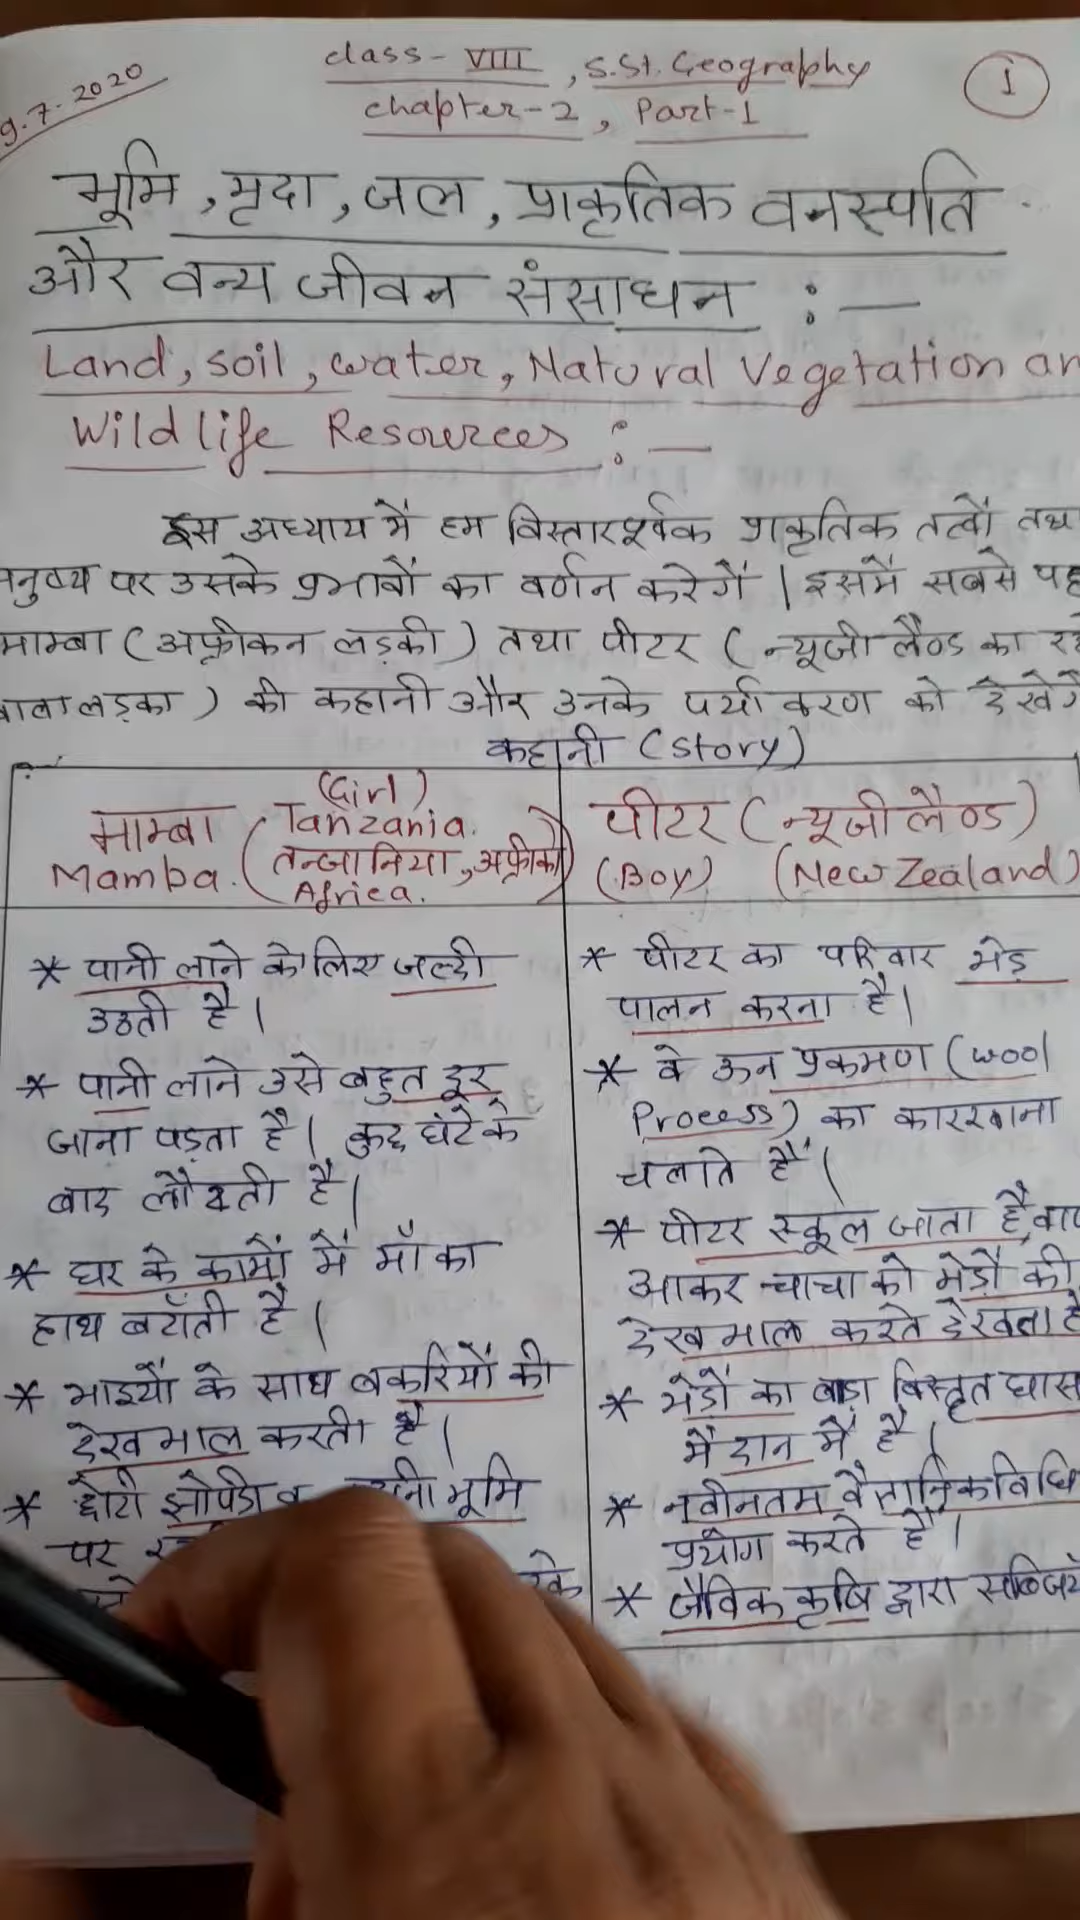 9.7.2020
class- VIII, S.St. Geography
chapter-2, Part-1
1
भूमि, मृदा, जल, प्राकृतिक वनस्पति
और वन्य जीवन संसाधन :—
Land, soil, water, Natural Vegetation an
Wildlife Resources :—
इस अध्याय में हम विस्तारपूर्वक प्राकृतिक तत्वों तथ
मनुष्य पर उसके प्रभावों का वर्णन करेगें। इसमें सबसे पह
माम्बा (अफ्रीकन लड़की) तथा पीटर (न्यूजीलैण्ड का रह
वाला लड़का) की कहानी और उनके पर्यावरण को देखेगें
कहानी (Story)
माम्बा (Girl)
Mamba. (Tanzania.
तन्जानिया, अफ्रीका)
Africa.
पीटर (न्यूजीलैण्ड)
(Boy) (New Zealand)
* पानी लाने के लिए जल्दी
उठती है।
* पानी लाने उसे बहुत दूर
जाना पड़ता है। कुछ घंटे के
बाद लौटती है।
* घर के कामों में माँ का
हाथ बटाँती है।
* भाइयों के साथ बकरियों की
देखभाल करती है।
* छोटी झोपडी व भूमि
पर
* पीटर का परिवार भेड़
पालन करना है।
* वे ऊन प्रक्रमण (wool
Process) का कारखाना
चलाते हैं।
* पीटर स्कूल जाता है, वाप
आकर चाचा को भेड़ों की
देखभाल करते देखता है
* भेड़ों का बाड़ा विस्तृत घास
मैदान में है।
* नवीनतम वैज्ञानिक विधि
प्रयोग करते हैं।
* जैविक कृषि द्वारा सब्जियाँ